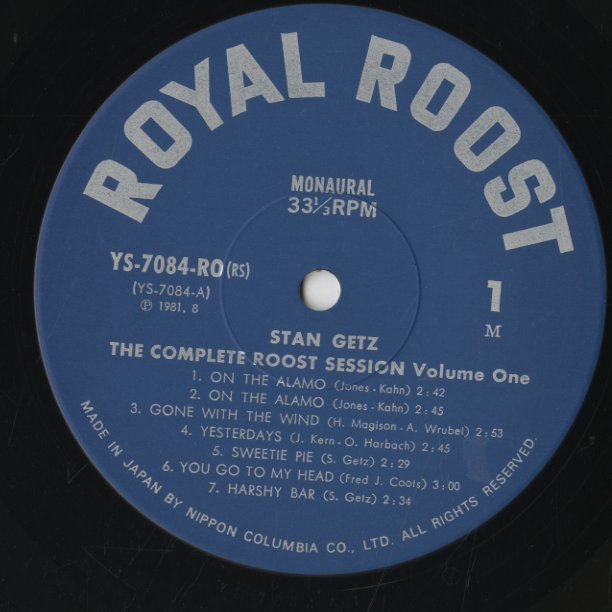 ROYAL ROOST
MONAURAL
33⅓RPM
YS-7084-RO(RS)
(YS-7084-A)
Ⓟ 1981. 8
1
M
STAN GETZ
THE COMPLETE ROOST SESSION Volume One
1. ON THE ALAMO (Jones - Kahn) 2 : 42
2. ON THE ALAMO (Jones - Kahn) 2 : 45
3. GONE WITH THE WIND (H. Magison - A. Wrubel) 2 : 53
4. YESTERDAYS (J. Kern - O. Harbach) 2 : 45
5. SWEETIE PIE (S. Getz) 2 : 29
6. YOU GO TO MY HEAD (Fred J. Coots) 3 : 00
7. HARSHY BAR (S. Getz) 2 : 34
MADE IN JAPAN BY NIPPON COLUMBIA CO., LTD. ALL RIGHTS RESERVED.